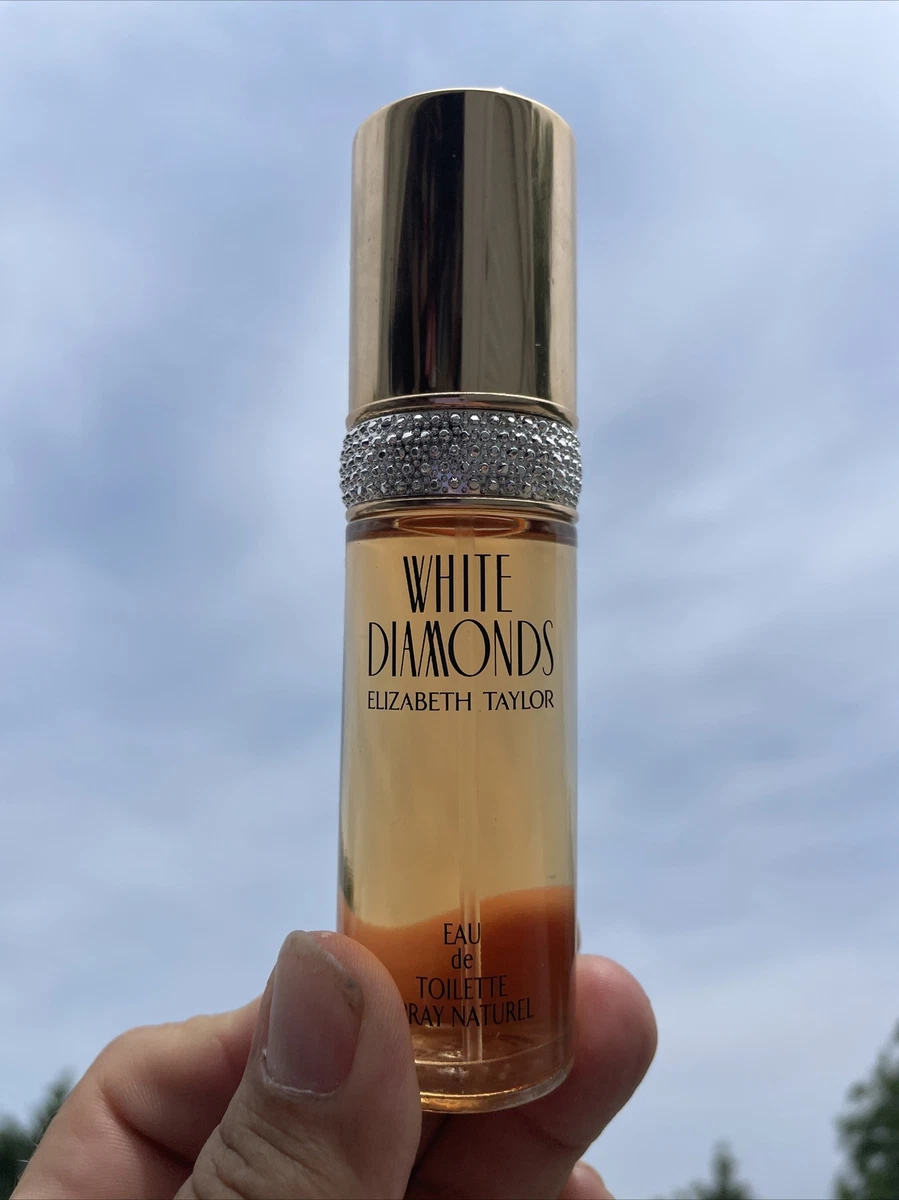 WHITE
DIAMONDS
ELIZABETH TAYLOR
EAU
de
TOILETTE
PRAY NATUREL